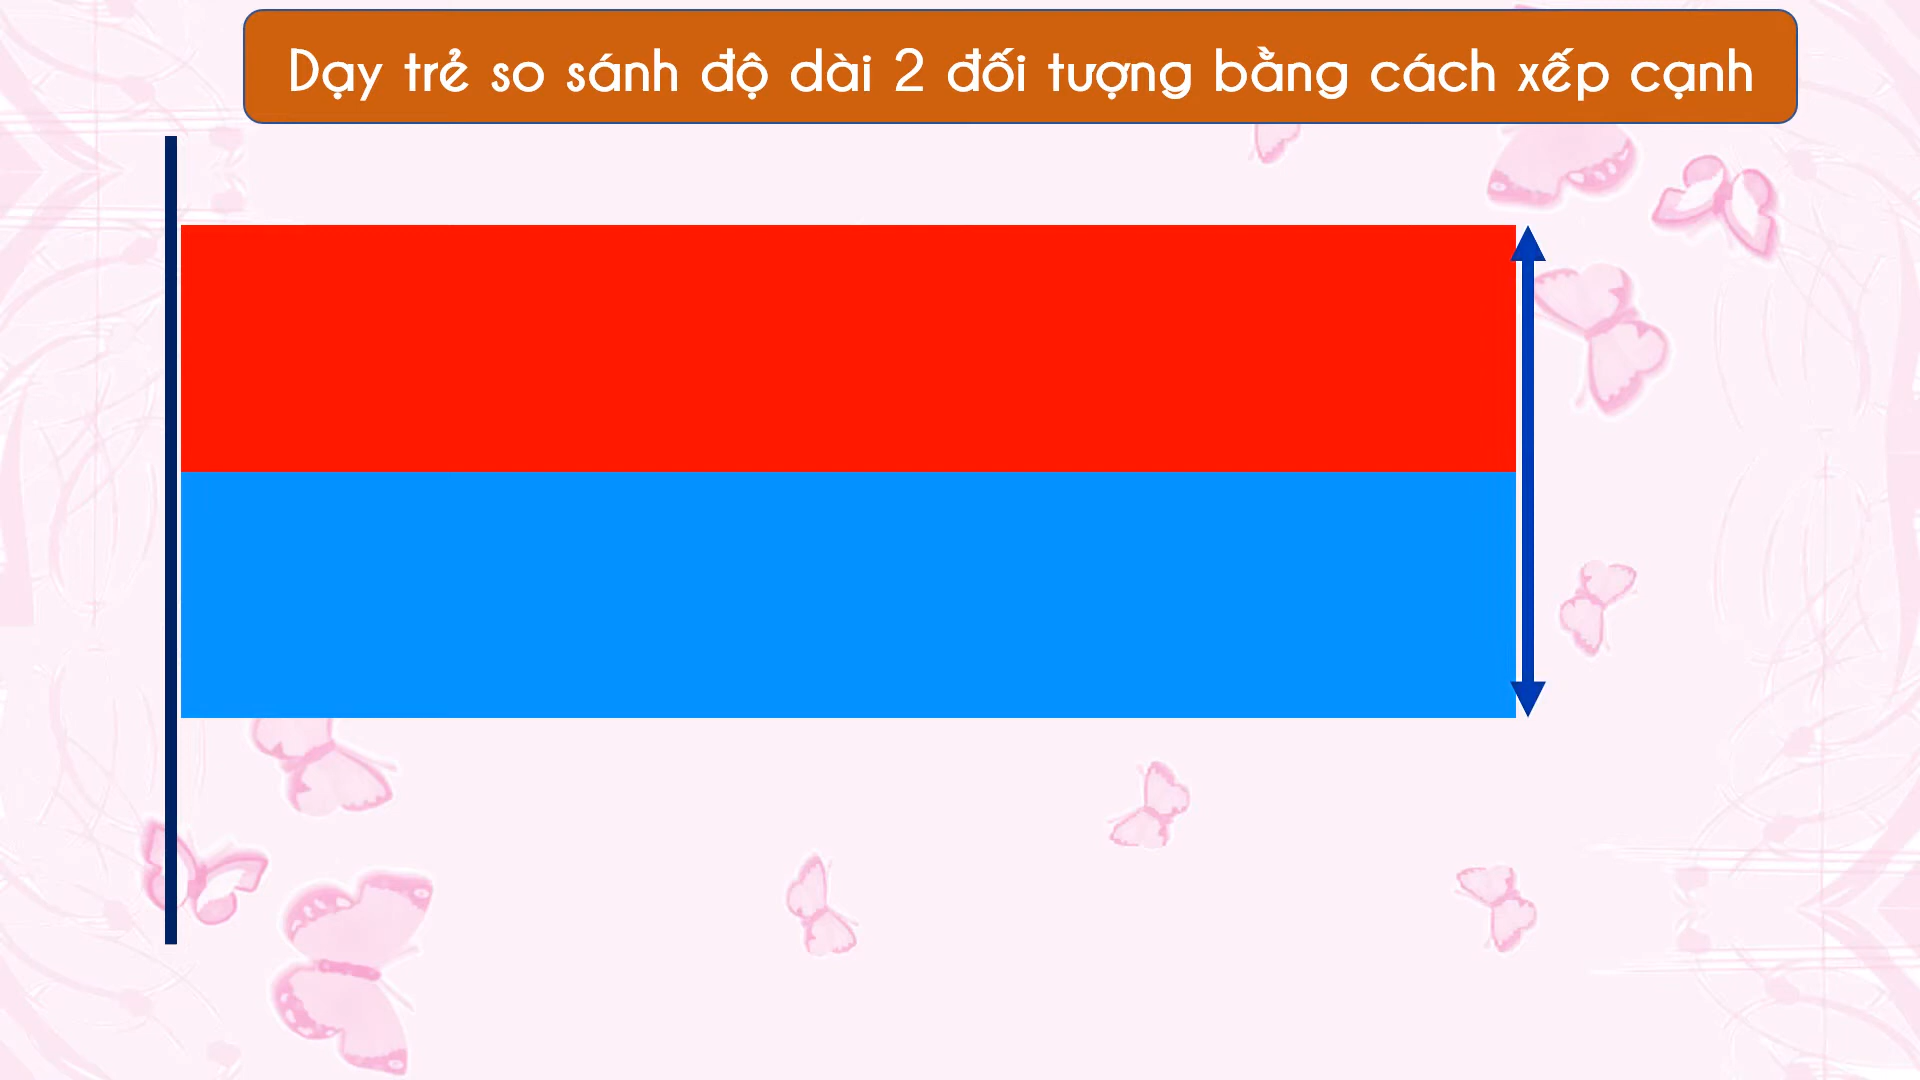 Dạy trẻ so sánh độ dài 2 đối tượng bằng cách xếp cạnh